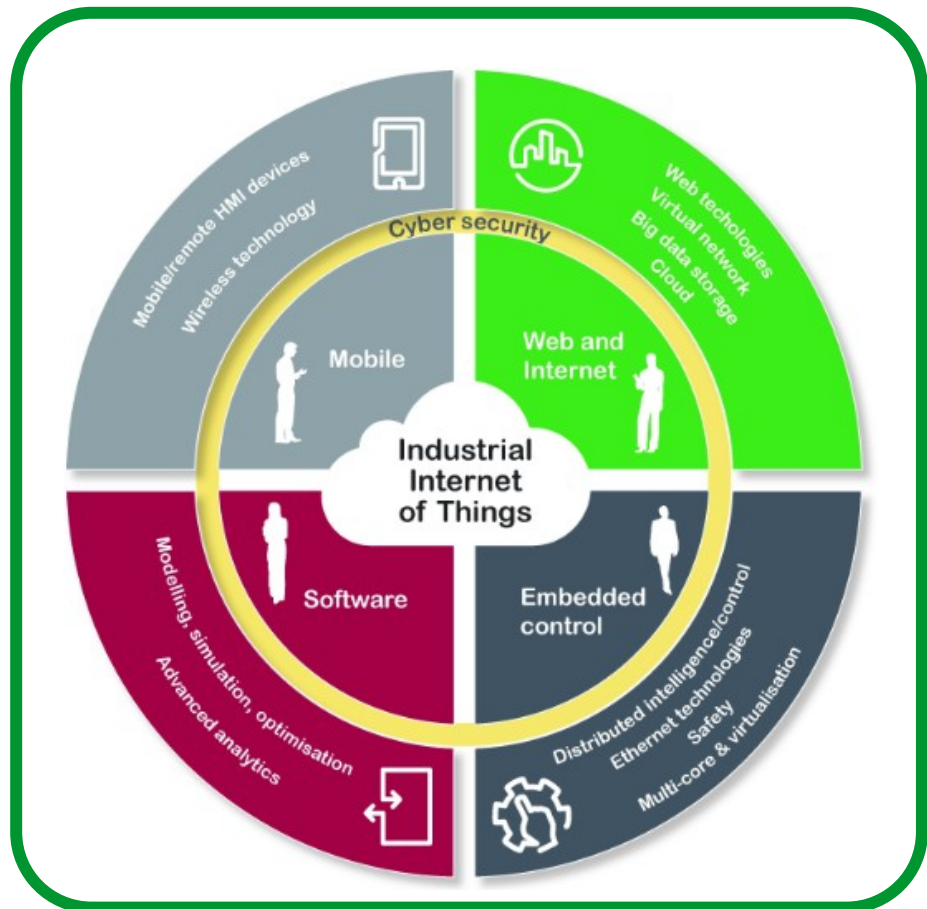 Mobile/remote HMI devices
Wireless technology
Web techologies
Virtual network
Big data storage
Cloud
Cyber security
Mobile
Web and
Internet
Industrial
Internet
of Things
Software
Embedded
control
Modelling, simulation, optimisation
Advanced analytics
Distributed intelligence/control
Ethernet technologies
Safety
Multi-core & virtualisation